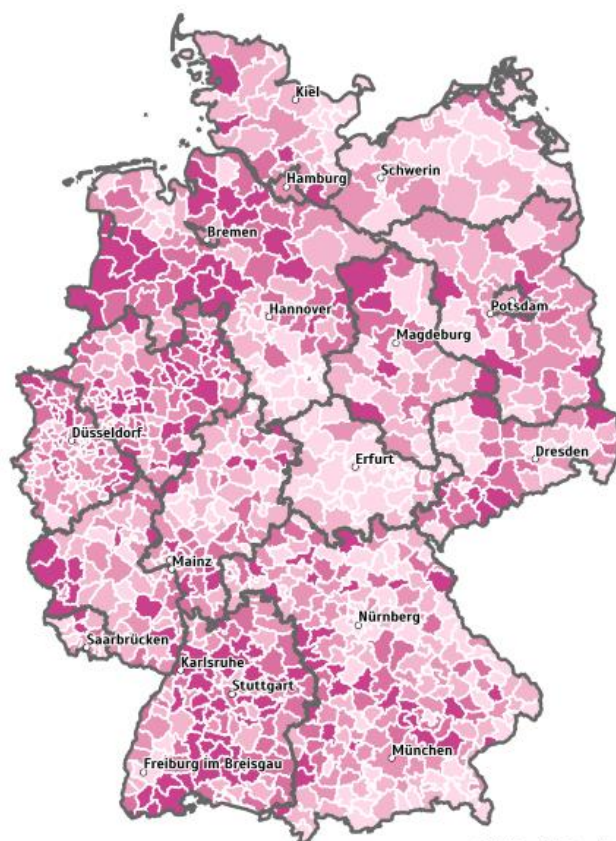 Kiel
Hamburg
Schwerin
Bremen
Hannover
Potsdam
Magdeburg
Düsseldorf
Erfurt
Dresden
Mainz
Nürnberg
Saarbrücken
Karlsruhe
Stuttgart
München
Freiburg im Breisgau